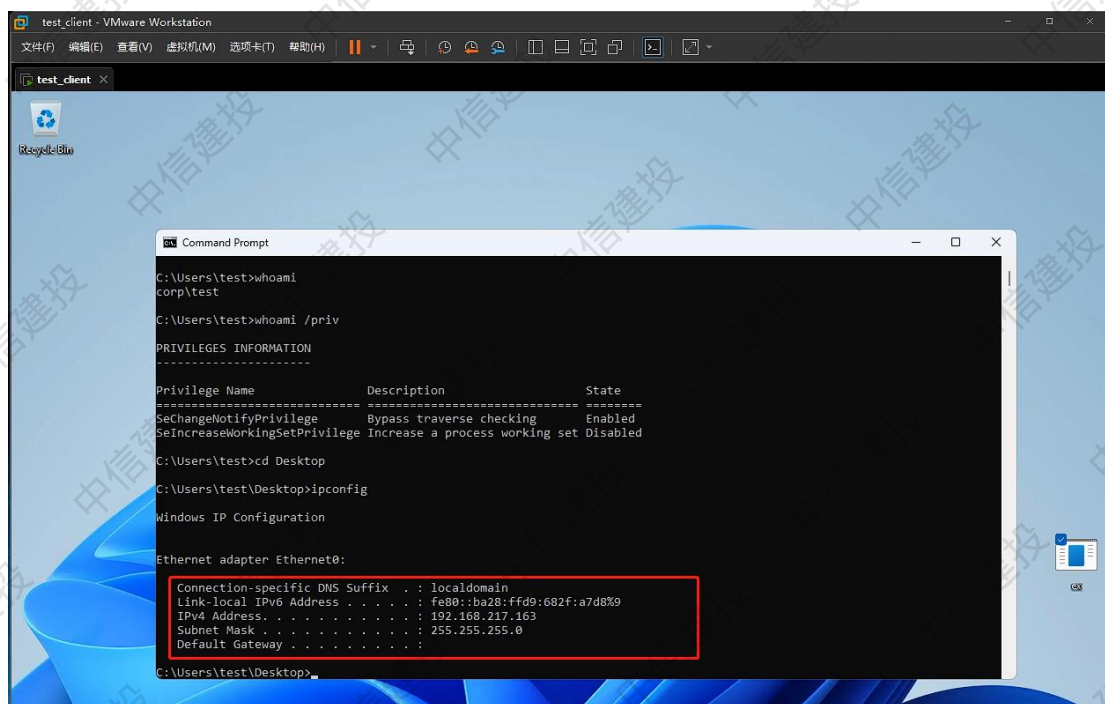 test_client - VMware Workstation
文件(F) 编辑(E) 查看(V) 虚拟机(M) 选项卡(T) 帮助(H)
test_client
Recycle Bin
Command Prompt
C:\Users\test>whoami
corp\test
C:\Users\test>whoami /priv
PRIVILEGES INFORMATION
----------------------
Privilege Name Description State
============================= ============================== ========
SeChangeNotifyPrivilege Bypass traverse checking Enabled
SeIncreaseWorkingSetPrivilege Increase a process working set Disabled
C:\Users\test>cd Desktop
C:\Users\test\Desktop>ipconfig
Windows IP Configuration
Ethernet adapter Ethernet0:
Connection-specific DNS Suffix . : localdomain
Link-local IPv6 Address . . . . . : fe80::ba28:ffd9:682f:a7d8%9
IPv4 Address. . . . . . . . . . . : 192.168.217.163
Subnet Mask . . . . . . . . . . . : 255.255.255.0
Default Gateway . . . . . . . . . :
C:\Users\test\Desktop>
ex
中信建投